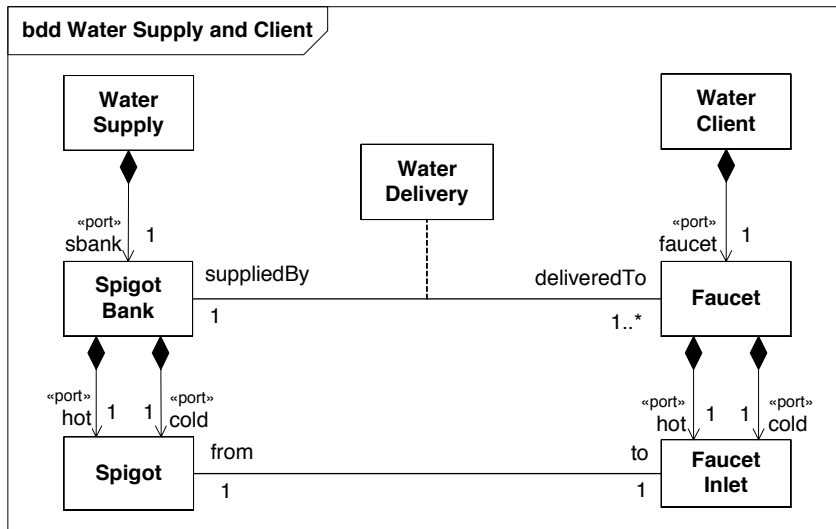 bdd Water Supply and Client
Water
Supply
Water
Client
Water
Delivery
«port»
sbank
1
«port»
faucet
1
Spigot
Bank
suppliedBy
1
deliveredTo
1..*
Faucet
«port»
hot
1
1
«port»
cold
«port»
hot
1
1
«port»
cold
Spigot
from
1
to
1
Faucet
Inlet